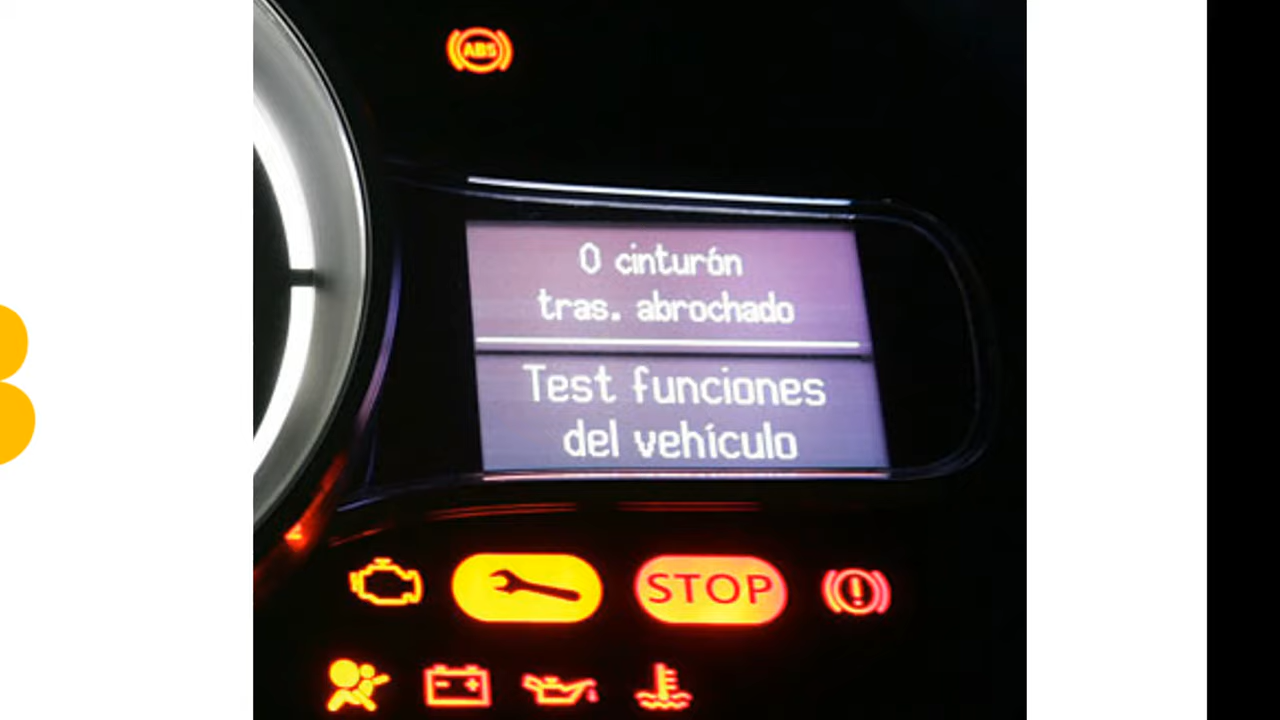 ABS
0 cinturón
tras. abrochado
Test funciones
del vehículo
STOP